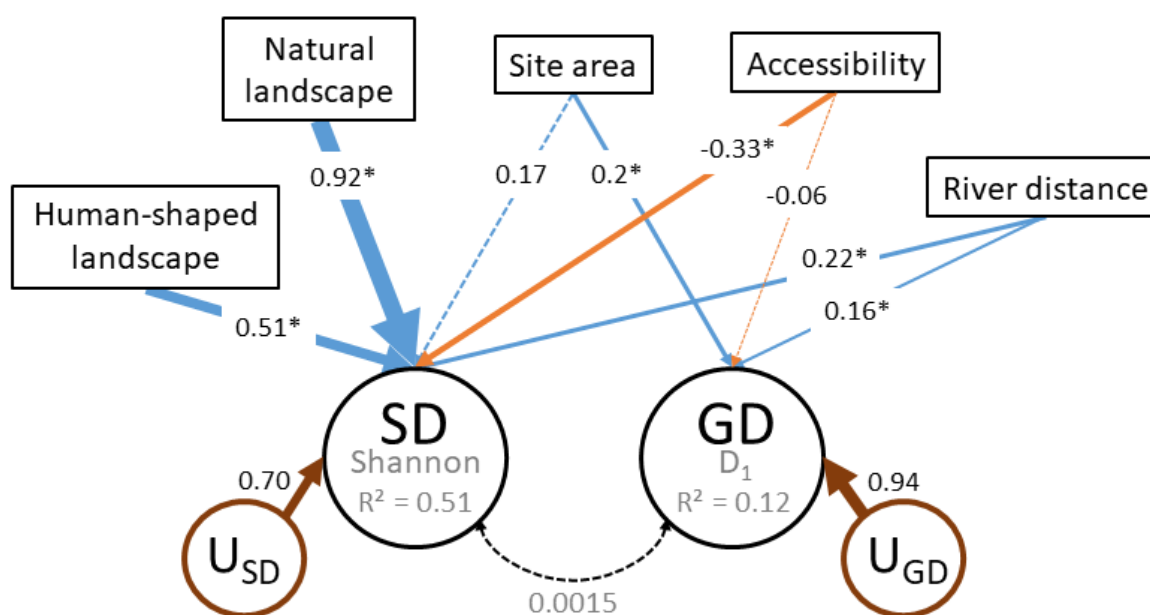 Natural
landscape
Site area
Accessibility
Human-shaped
landscape
River distance
0.92*
0.17
0.2*
-0.33*
-0.06
0.22*
0.16*
0.51*
SD
Shannon
R² = 0.51
GD
D₁
R² = 0.12
0.70
0.94
U_SD
U_GD
0.0015